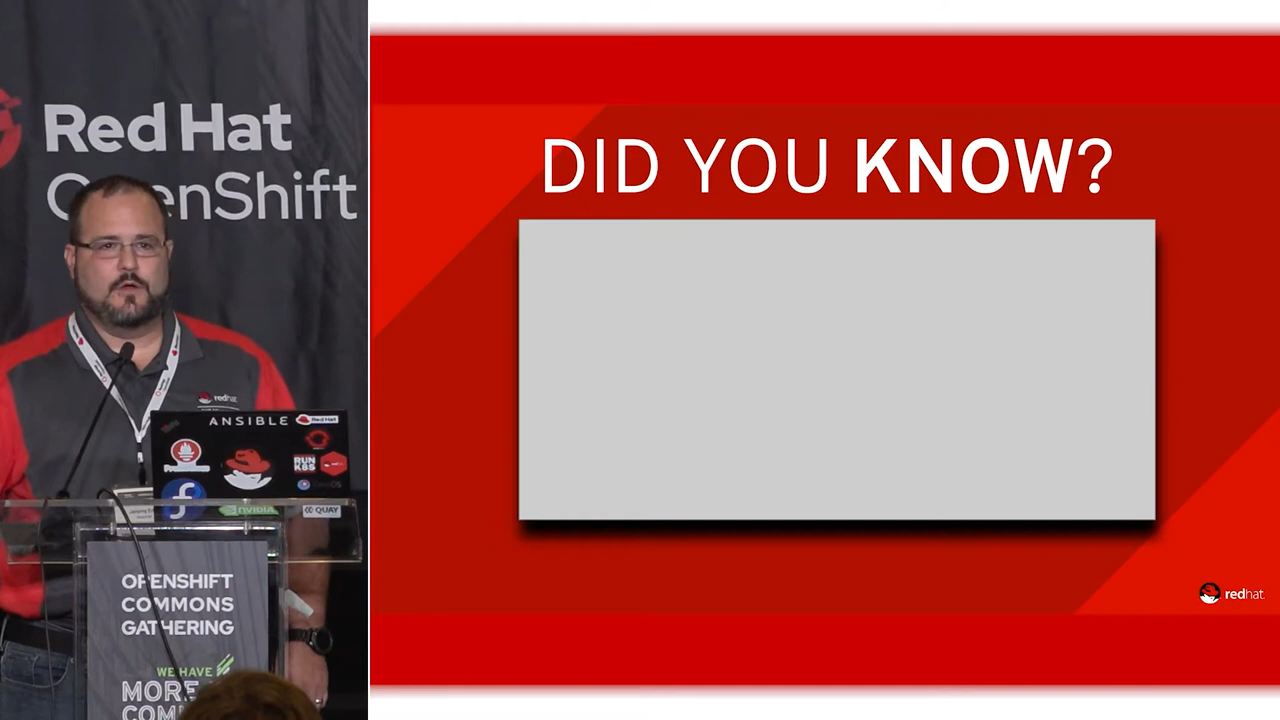 Red Hat
OpenShift
DID YOU KNOW?
redhat
ANSIBLE
Red Hat
RUN
K8S
NVIDIA
QUAY
OPENSHIFT
COMMONS
GATHERING
WE HAVE
MORE
redhat.